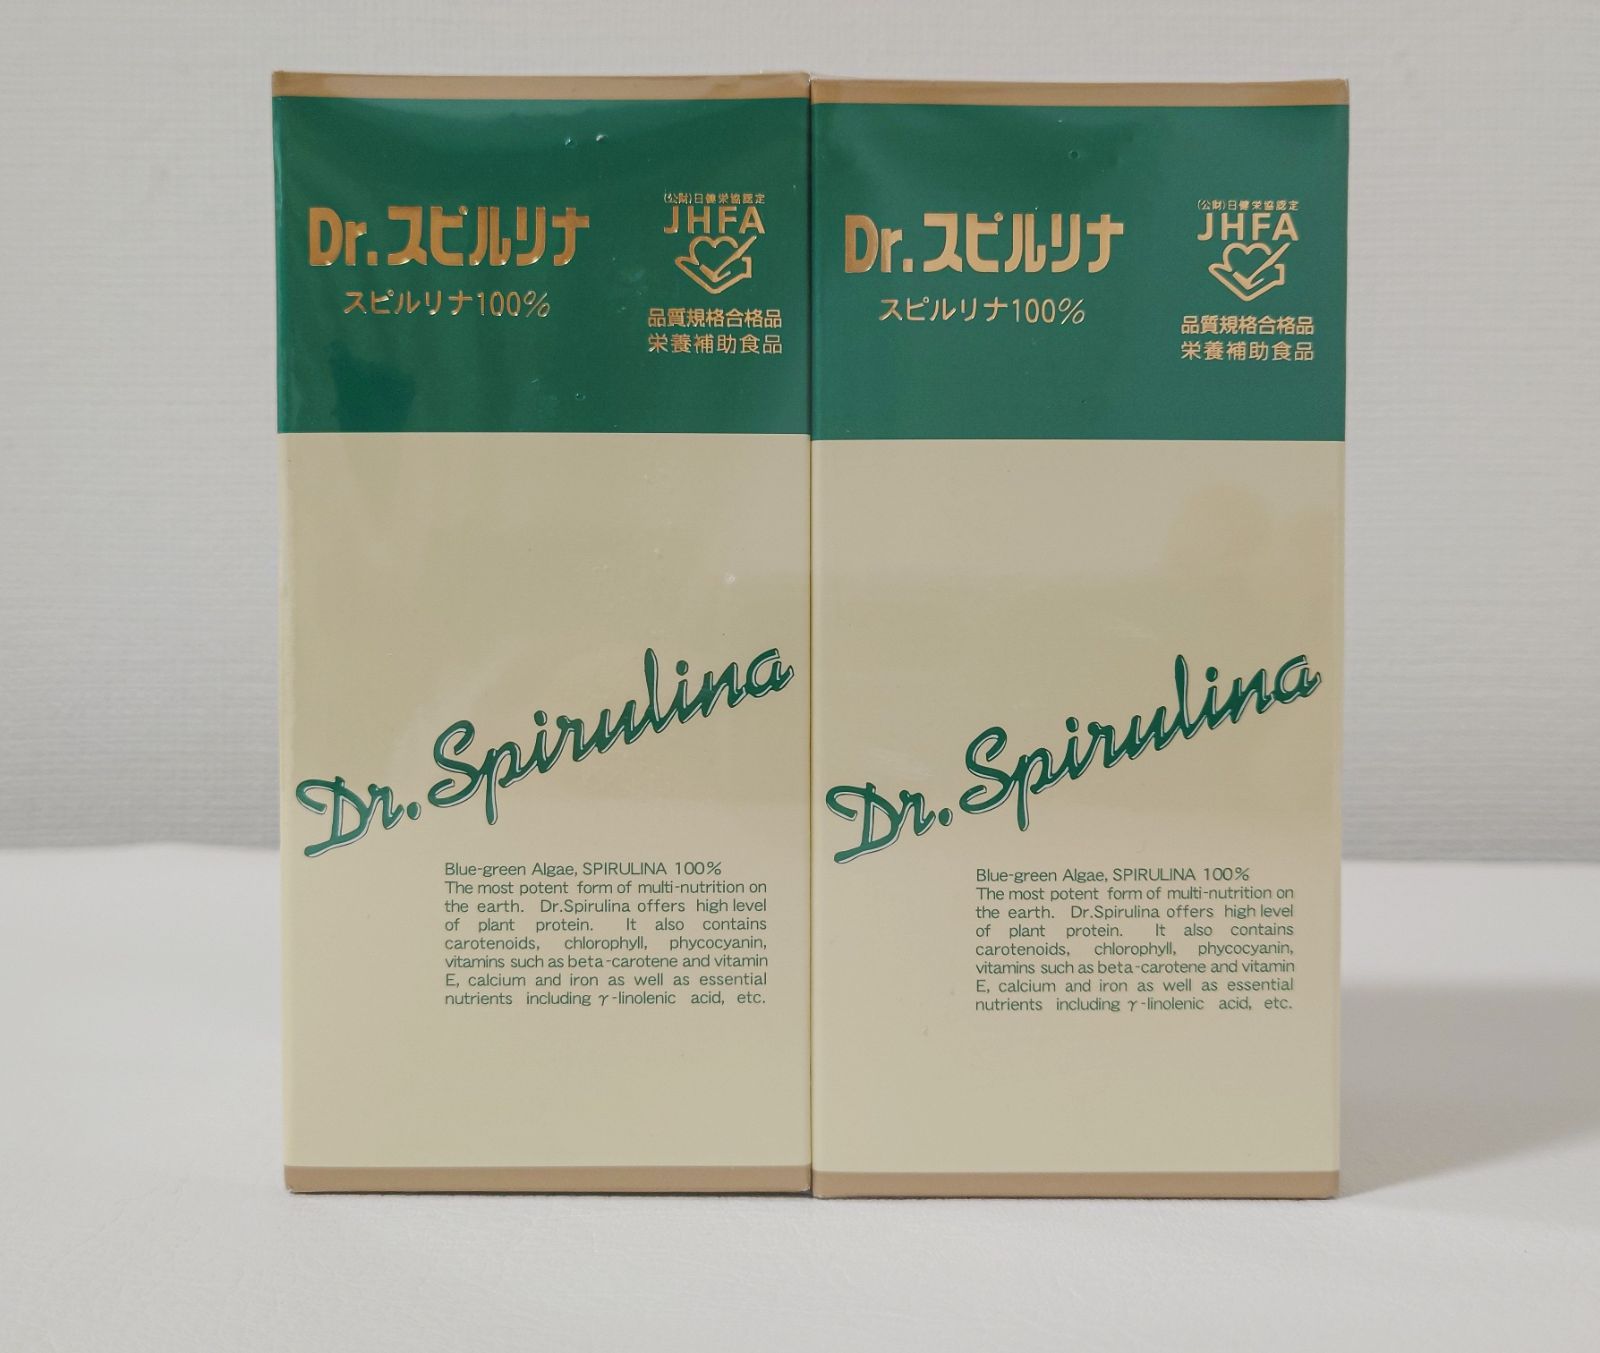 Dr.スピルリナ
スピルリナ100%
(公財)日健栄協認定
JHFA
品質規格合格品
栄養補助食品
Dr. Spirulina
Blue-green Algae, SPIRULINA 100%
The most potent form of multi-nutrition on
the earth. Dr.Spirulina offers high level
of plant protein. It also contains
carotenoids, chlorophyll, phycocyanin,
vitamins such as beta-carotene and vitamin
E, calcium and iron as well as essential
nutrients including γ-linolenic acid, etc.
Dr.スピルリナ
スピルリナ100%
(公財)日健栄協認定
JHFA
品質規格合格品
栄養補助食品
Dr. Spirulina
Blue-green Algae, SPIRULINA 100%
The most potent form of multi-nutrition on
the earth. Dr.Spirulina offers high level
of plant protein. It also contains
carotenoids, chlorophyll, phycocyanin,
vitamins such as beta-carotene and vitamin
E, calcium and iron as well as essential
nutrients including γ-linolenic acid, etc.